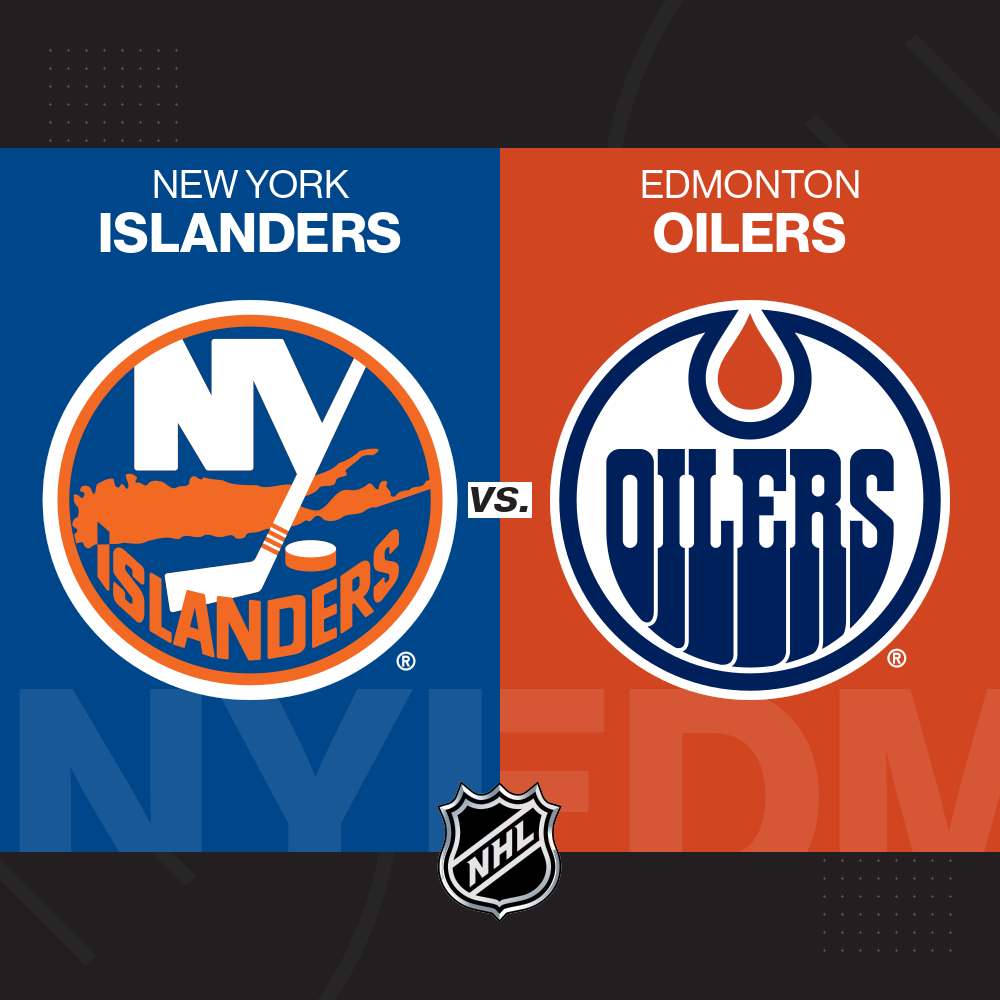 NEW YORK
ISLANDERS
EDMONTON
OILERS
NY
ISLANDERS
®
vs.
OILERS
®
NYI
EDM
NHL